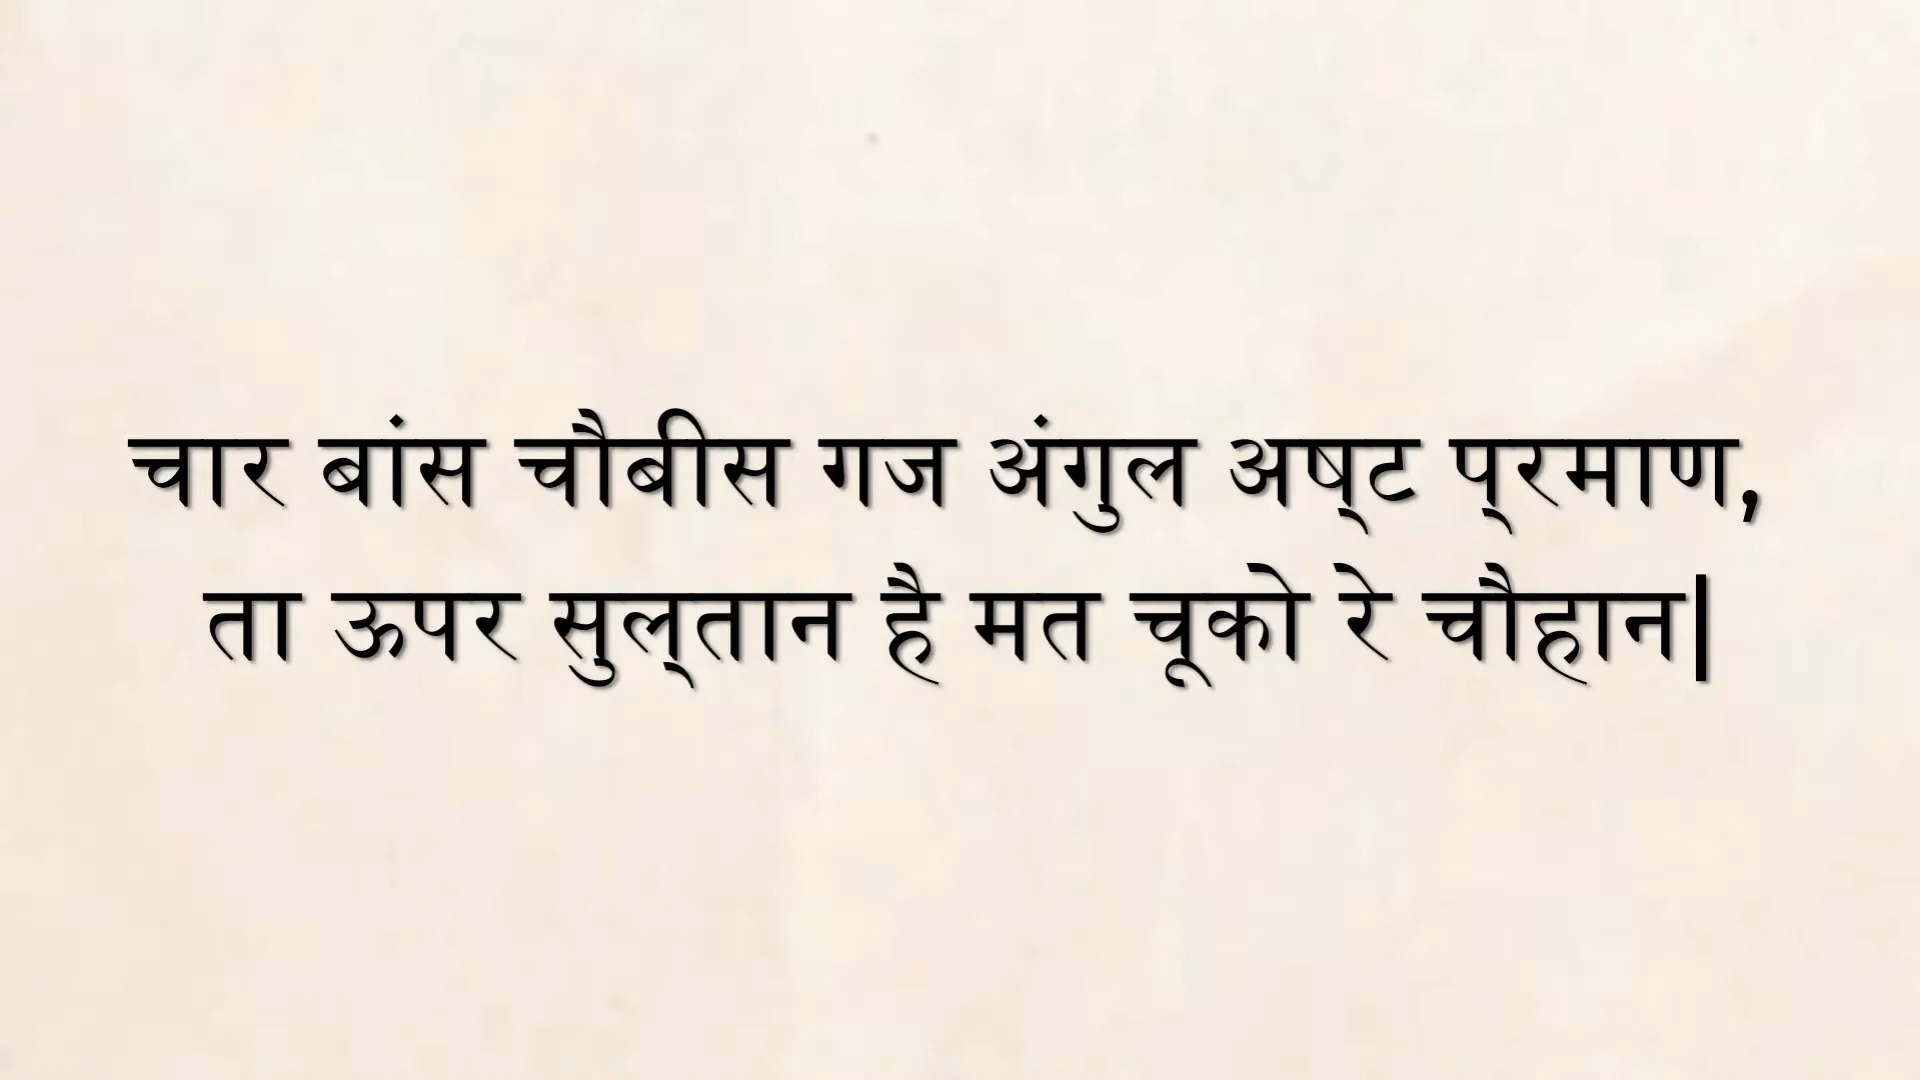 चार बांस चौबीस गज अंगुल अष्‌ट प्‌रमाण,
ता ऊपर सुल्‌तान है मत चूको रे चौहान|